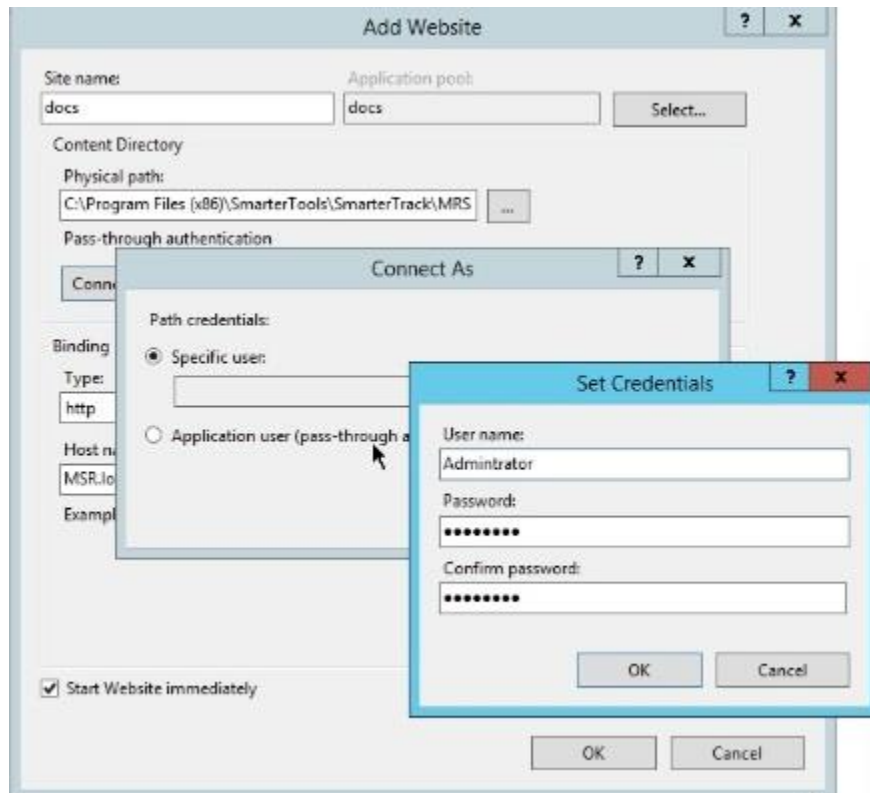 Add Website
? x
Site name:
Application pool:
docs
docs
Select...
Content Directory
Physical path:
C:\Program Files (x86)\SmarterTools\SmarterTrack\MRS
...
Pass-through authentication
Conne
Connect As
? x
Path credentials:
Specific user:
Application user (pass-through a
Binding
Type:
http
Host na
MSR.lo
Exampl
Set Credentials
? x
User name:
Admintrator
Password:
••••••••
Confirm password:
••••••••
OK
Cancel
Start Website immediately
OK
Cancel